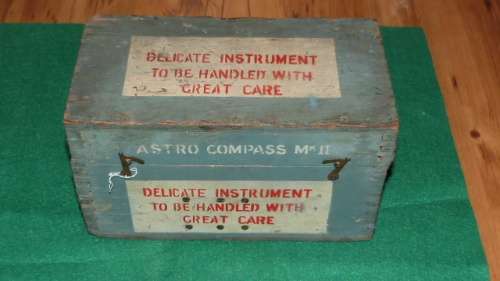 DELICATE INSTRUMENT
TO BE HANDLED WITH
GREAT CARE
ASTRO COMPASS Mk II
DELICATE INSTRUMENT
TO BE HANDLED WITH
GREAT CARE